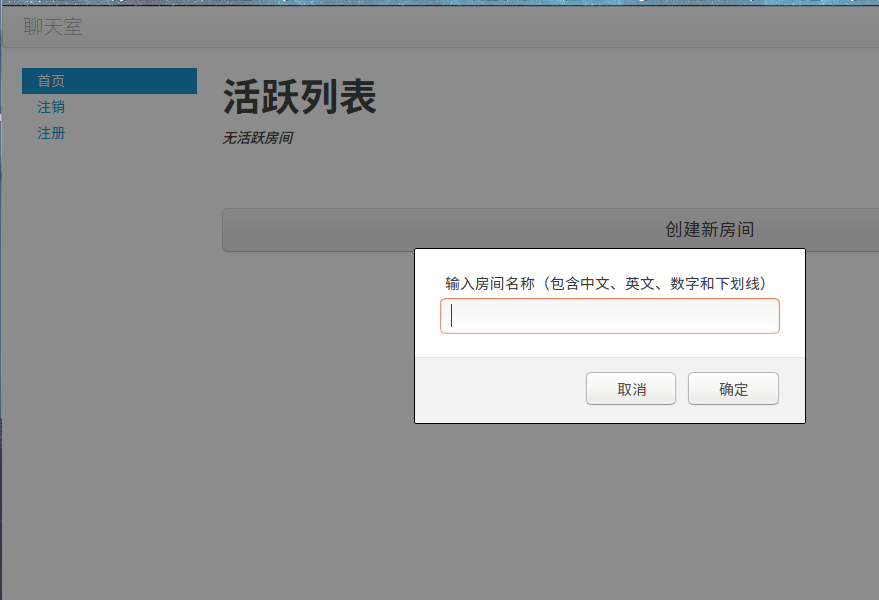 聊天室
首页
注销
注册
活跃列表
无活跃房间
创建新房间
输入房间名称（包含中文、英文、数字和下划线）
取消
确定